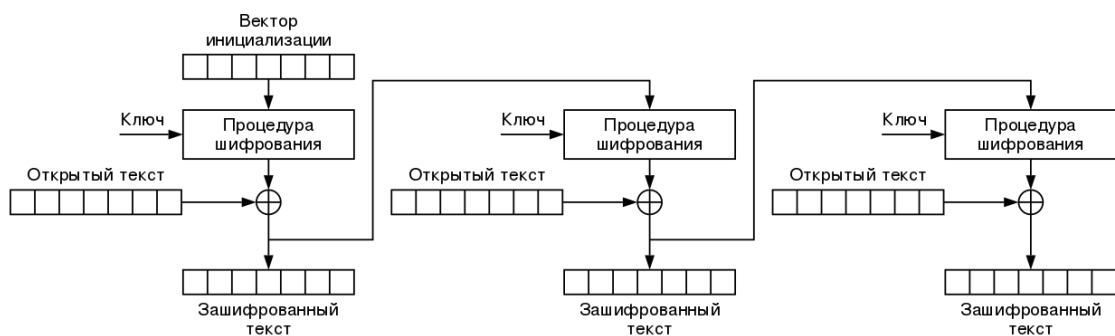 Вектор
инициализации
Ключ
Процедура
шифрования
Ключ
Процедура
шифрования
Ключ
Процедура
шифрования
Открытый текст
Открытый текст
Открытый текст
Зашифрованный
текст
Зашифрованный
текст
Зашифрованный
текст